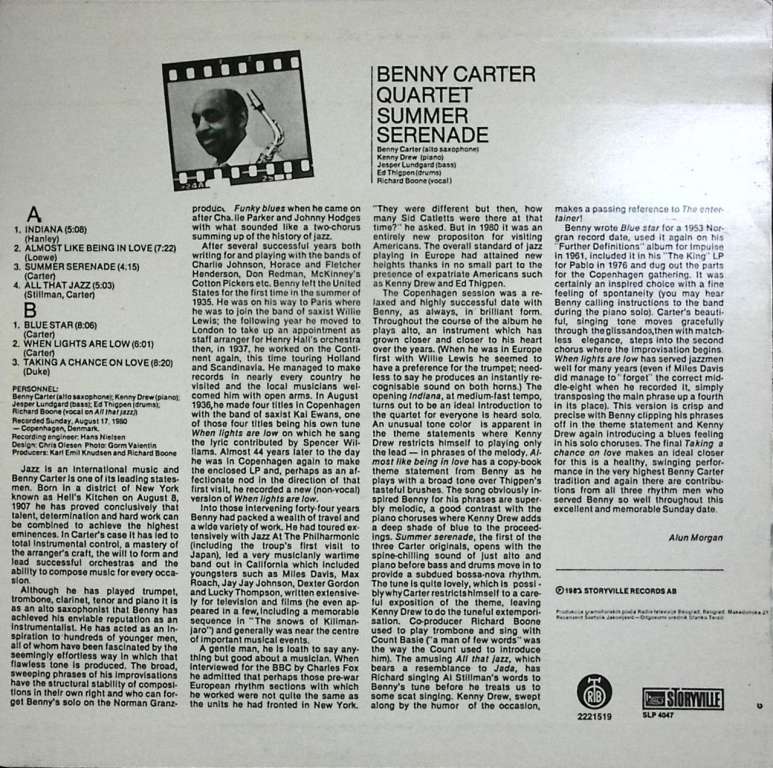 BENNY CARTER
QUARTET
SUMMER
SERENADE
Benny Carter (alto saxophone)
Kenny Drew (piano)
Jesper Lundgard (bass)
Ed Thigpen (drums)
Richard Boone (vocal)
A
1. INDIANA (5:08)
(Hanley)
2. ALMOST LIKE BEING IN LOVE (7:22)
(Loewe)
3. SUMMER SERENADE (4:15)
(Carter)
4. ALL THAT JAZZ (5:03)
(Stillman, Carter)
B
1. BLUE STAR (8:06)
(Carter)
2. WHEN LIGHTS ARE LOW (6:01)
(Carter)
3. TAKING A CHANCE ON LOVE (8:20)
(Duke)
PERSONNEL:
Benny Carter (alto saxophone); Kenny Drew (piano);
Jesper Lundgard (bass); Ed Thigpen (drums);
Richard Boone (vocal on All that jazz)
Recorded Sunday, August 17, 1980
— Copenhagen, Denmark.
Recording engineer: Hans Nielsen
Design: Chris Olesen Photo: Gorm Valentin
Producers: Karl Emil Knudsen and Richard Boone
Jazz is an international music and
Benny Carter is one of its leading states-
men. Born in a district of New York
known as Hell's Kitchen on August 8,
1907 he has proved conclusively that
talent, determination and hard work can
be combined to achieve the highest
eminences. In Carter's case it has led to
total instrumental control, a mastery of
the arranger's craft, the will to form and
lead successful orchestras and the
ability to compose music for every occa-
sion.
Although he has played trumpet,
trombone, clarinet, tenor and piano it is
as an alto saxophonist that Benny has
achieved his enviable reputation as an
instrumentalist. He has acted as an in-
spiration to hundreds of younger men,
all of whom have been fascinated by the
seemingly effortless way in which that
flawless tone is produced. The broad,
sweeping phrases of his improvisations
have the structural stability of composi-
tions in their own right and who can for-
get Benny's solo on the Norman Granz-
produc Funky blues when he came on
after Cha.lie Parker and Johnny Hodges
with what sounded like a two-chorus
summing up of the history of jazz.
After several successful years both
writing for and playing with the bands of
Charlie Johnson, Horace and Fletcher
Henderson, Don Redman, McKinney's
Cotton Pickers etc, Benny left the United
States for the first time in the summer of
1935. He was on his way to Paris where
he was to join the band of saxist Willie
Lewis; the following year he moved to
London to take up an appointment as
staff arranger for Henry Hall's orchestra
then, in 1937, he worked on the Conti-
nent again, this time touring Holland
and Scandinavia. He managed to make
records in nearly every country he
visited and the local musicians wel-
comed him with open arms. In August
1936, he made four titles in Copenhagen
with the band of saxist Kai Ewans, one
of those four titles being his own tune
When lights are low on which he sang
the lyric contributed by Spencer Wil-
liams. Almost 44 years later to the day
he was in Copenhagen again to make
the enclosed LP and, perhaps as an af-
fectionate nod in the direction of that
first visit, he recorded a new (non-vocal)
version of When lights are low.
Into those intervening forty-four years
Benny had packed a wealth of travel and
a wide variety of work. He had toured ex-
tensively with Jazz At The Philharmonic
(including the troup's first visit to
Japan), led a very musicianly wartime
band out in California which included
youngsters such as Miles Davis, Max
Roach, Jay Jay Johnson, Dexter Gordon
and Lucky Thompson, written extensive-
ly for television and films (he even ap-
peared in a few, including a memorable
sequence in "The snows of Kiliman-
jaro") and generally was near the centre
of important musical events.
A gentle man, he is loath to say any-
thing but good about a musician. When
interviewed for the BBC by Charles Fox
he admitted that perhaps those pre-war
European rhythm sections with which
he worked were not quite the same as
the units he had fronted in New York.
"They were different but then, how
many Sid Catletts were there at that
time?" he asked. But in 1980 it was an
entirely new propositon for visiting
Americans. The overall standard of jazz
playing in Europe had attained new
heights thanks in no small part to the
presence of expatriate Americans such
as Kenny Drew and Ed Thigpen.
The Copenhagen session was a re-
laxed and highly successful date with
Benny, as always, in brilliant form.
Throughout the course of the album he
plays alto, an instrument which has
grown closer and closer to his heart
over the years. (When he was in Europe
first with Willie Lewis he seemed to
have a preference for the trumpet; need-
less to say he produces an instantly re-
cognisable sound on both horns.) The
opening Indiana, at medium-fast tempo,
turns out to be an ideal introduction to
the quartet for everyone is heard solo.
An unusual tone color is apparent in
the theme statements where Kenny
Drew restricts himself to playing only
the lead — in phrases of the melody. Al-
most like being in love has a copy-book
theme statement from Benny as he
plays with a broad tone over Thigpen's
tasteful brushes. The song obviously in-
spired Benny for his phrases are super-
bly melodic, a good contrast with the
piano choruses where Kenny Drew adds
a deep shade of blue to the proceed-
ings. Summer serenade, the first of the
three Carter originals, opens with the
spine-chilling sound of just alto and
piano before bass and drums move in to
provide a subdued bossa-nova rhythm.
The tune is quite lovely, which is possi-
bly why Carter restricts himself to a care-
ful exposition of the theme, leaving
Kenny Drew to do the tuneful extempori-
sation. Co-producer Richard Boone
used to play trombone and sing with
Count Basie ("a man of few words" was
the way the Count used to introduce
him). The amusing All that jazz, which
bears a resemblance to Jada, has
Richard singing Al Stillman's words to
Benny's tune before he treats us to
some scat singing. Kenny Drew, swept
along by the humor of the occasion,
makes a passing reference to The enter-
tainer!
Benny wrote Blue star for a 1953 Nor-
gran record date, used it again on his
"Further Definitions" album for Impulse
in 1961, included it in his "The King" LP
for Pablo in 1976 and dug out the parts
for the Copenhagen gathering. It was
certainly an inspired choice with a fine
feeling of spontaneity (you may hear
Benny calling instructions to the band
during the piano solo). Carter's beauti-
ful, singing tone moves gracefully
through the glissandos, then with match-
less elegance, steps into the second
chorus where the improvisation begins.
When lights are low has served jazzmen
well for many years (even if Miles Davis
did manage to "forget" the correct mid-
dle-eight when he recorded it, simply
transposing the main phrase up a fourth
in its place). This version is crisp and
precise with Benny clipping his phrases
off in the theme statement and Kenny
Drew again introducing a blues feeling
in his solo choruses. The final Taking a
chance on love makes an ideal closer
for this is a healthy, swinging perfor-
mance in the very highest Benny Carter
tradition and again there are contribu-
tions from all three rhythm men who
served Benny so well throughout this
excellent and memorable Sunday date.
Alun Morgan
℗ 1983 STORYVILLE RECORDS AB
Produkcija gramofonskih ploča Radio televizije Beograd, Beograd, Makedonska 21
RTB
2221519
STORYVILLE
SLP 4047